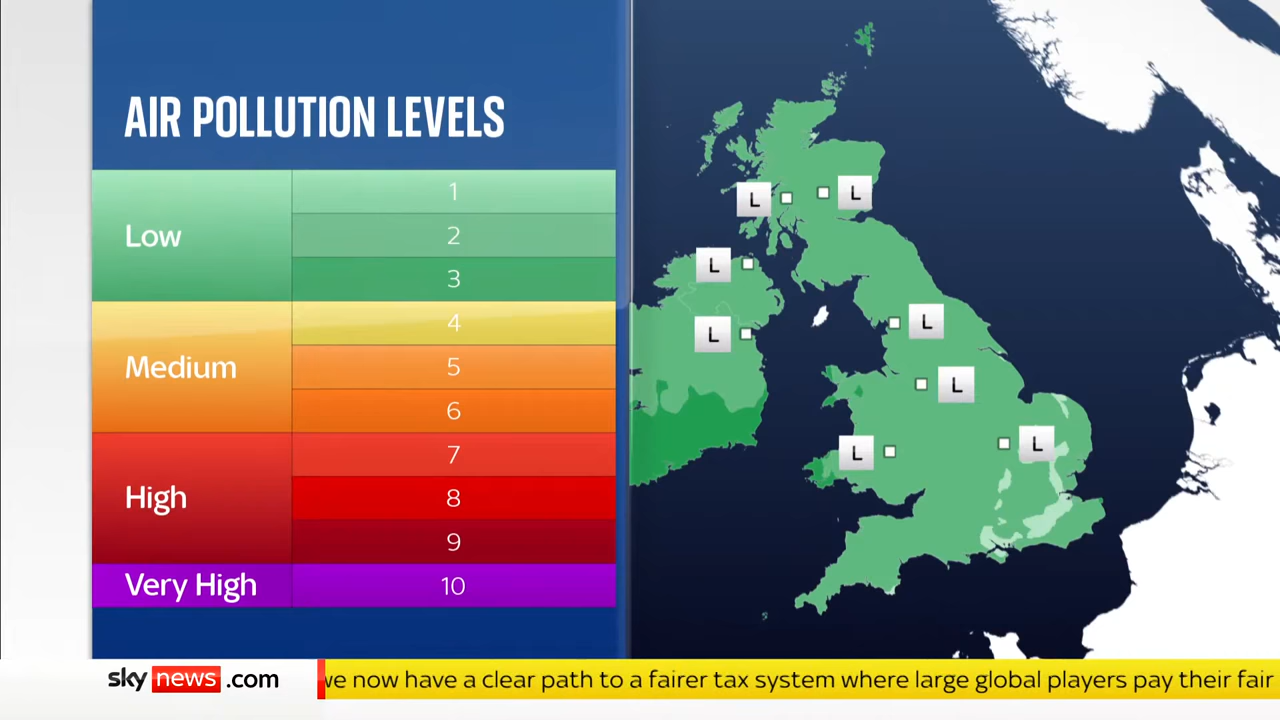 AIR POLLUTION LEVELS
Low
1
2
3
Medium
4
5
6
High
7
8
9
Very High
10
L
L
L
L
L
L
L
L
sky news .com
we now have a clear path to a fairer tax system where large global players pay their fair